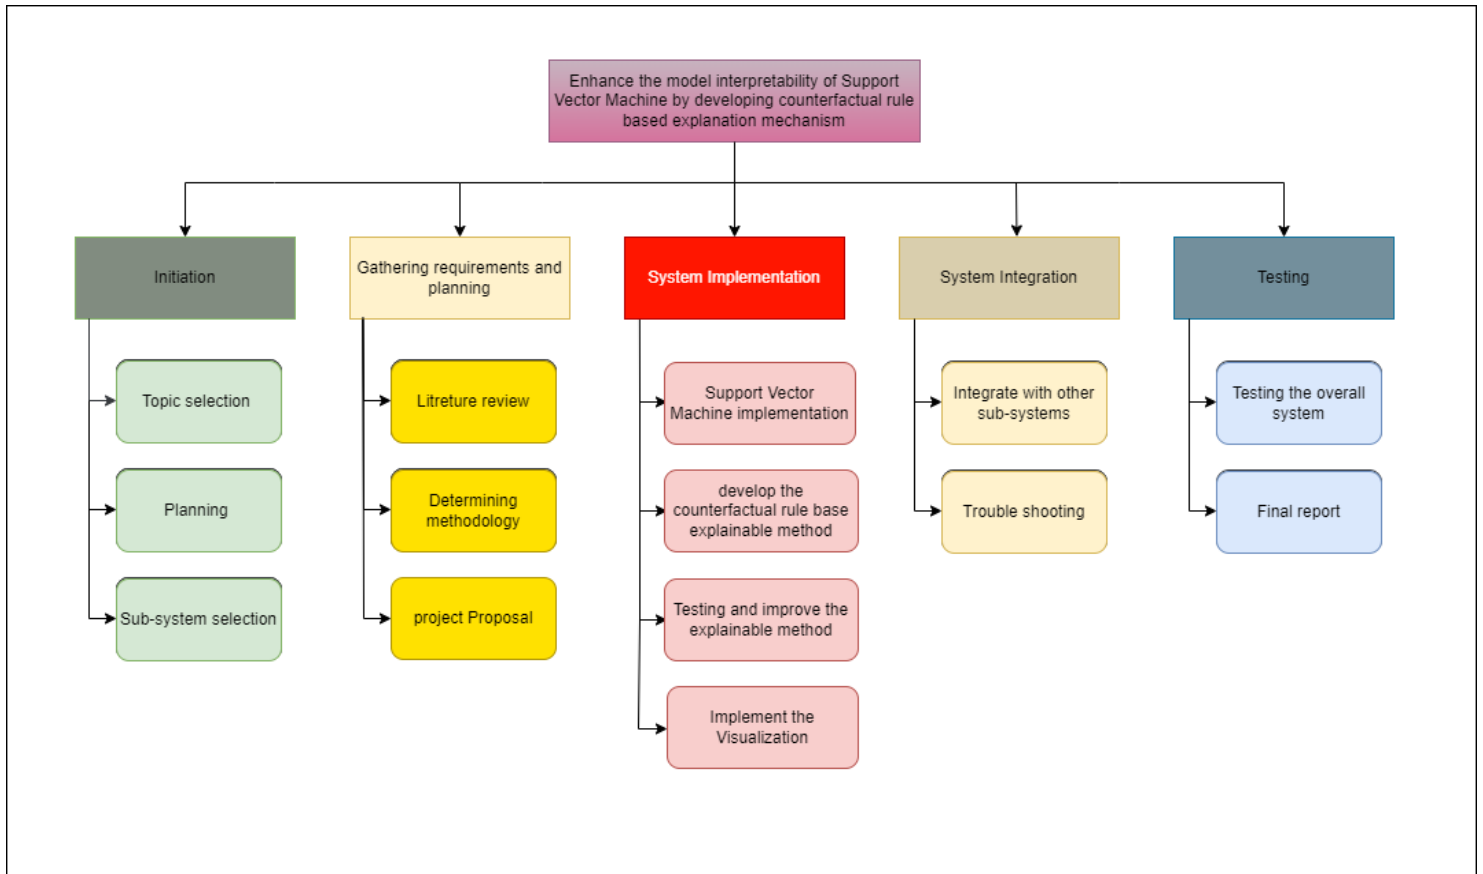 Enhance the model interpretability of Support
Vector Machine by developing counterfactual rule
based explanation mechanism
Initiation
Topic selection
Planning
Sub-system selection
Gathering requirements and
planning
Litreture review
Determining
methodology
project Proposal
System Implementation
Support Vector
Machine implementation
develop the
counterfactual rule base
explainable method
Testing and improve the
explainable method
Implement the
Visualization
System Integration
Integrate with other
sub-systems
Trouble shooting
Testing
Testing the overall
system
Final report